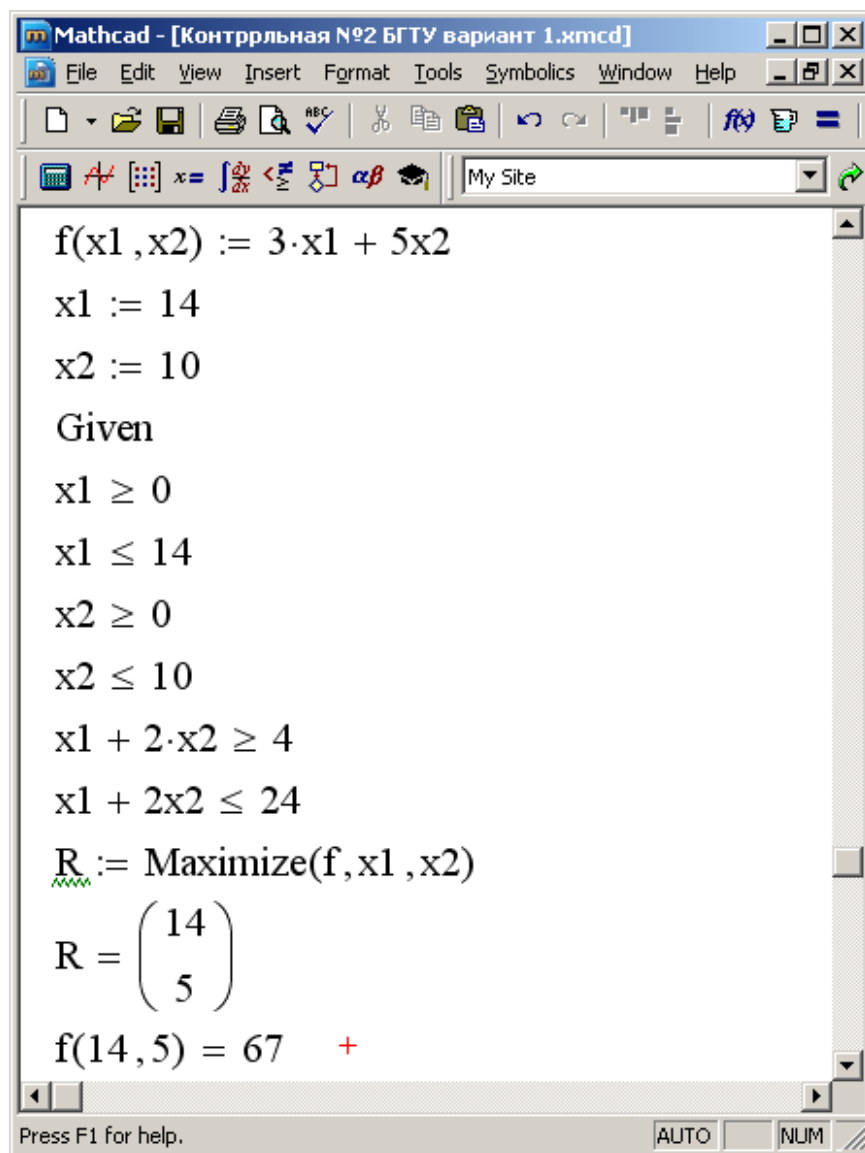 Mathcad - [Контррльная №2 БГТУ вариант 1.xmcd]
File Edit View Insert Format Tools Symbolics Window Help
My Site
f(x1,x2) := 3·x1 + 5x2
x1 := 14
x2 := 10
Given
x1 ≥ 0
x1 ≤ 14
x2 ≥ 0
x2 ≤ 10
x1 + 2·x2 ≥ 4
x1 + 2x2 ≤ 24
R := Maximize(f,x1,x2)
R = (14
5)
f(14,5) = 67 +
Press F1 for help. AUTO NUM